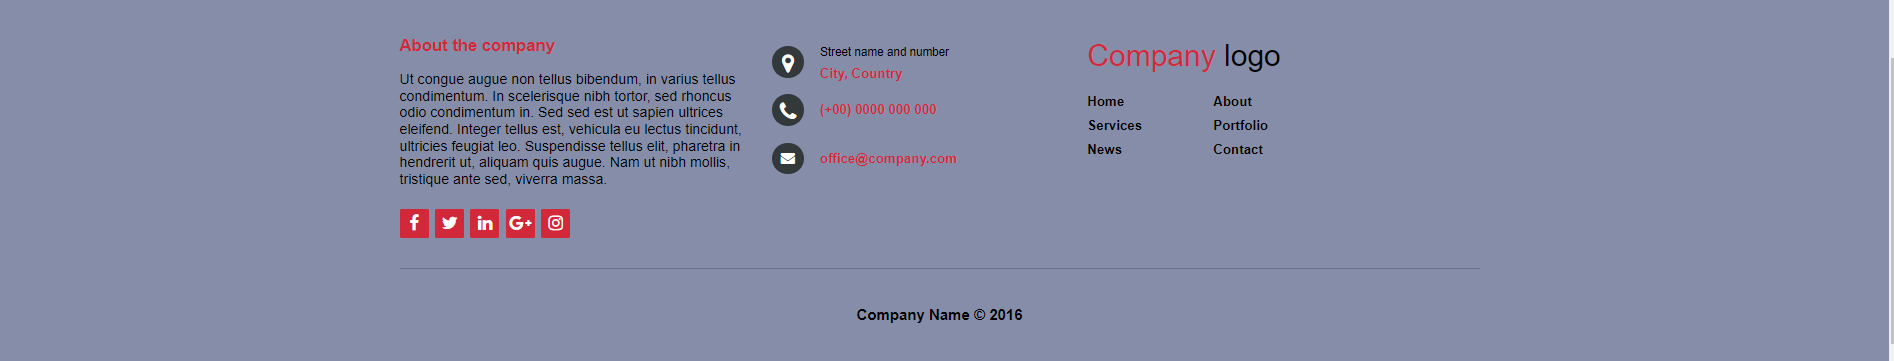 About the company
Ut congue augue non tellus bibendum, in varius tellus
condimentum. In scelerisque nibh tortor, sed rhoncus
odio condimentum in. Sed sed est ut sapien ultrices
eleifend. Integer tellus est, vehicula eu lectus tincidunt,
ultricies feugiat leo. Suspendisse tellus elit, pharetra in
hendrerit ut, aliquam quis augue. Nam ut nibh mollis,
tristique ante sed, viverra massa.
f in G+
Street name and number
City, Country
(+00) 0000 000 000
office@company.com
Company logo
Home About
Services Portfolio
News Contact
Company Name © 2016